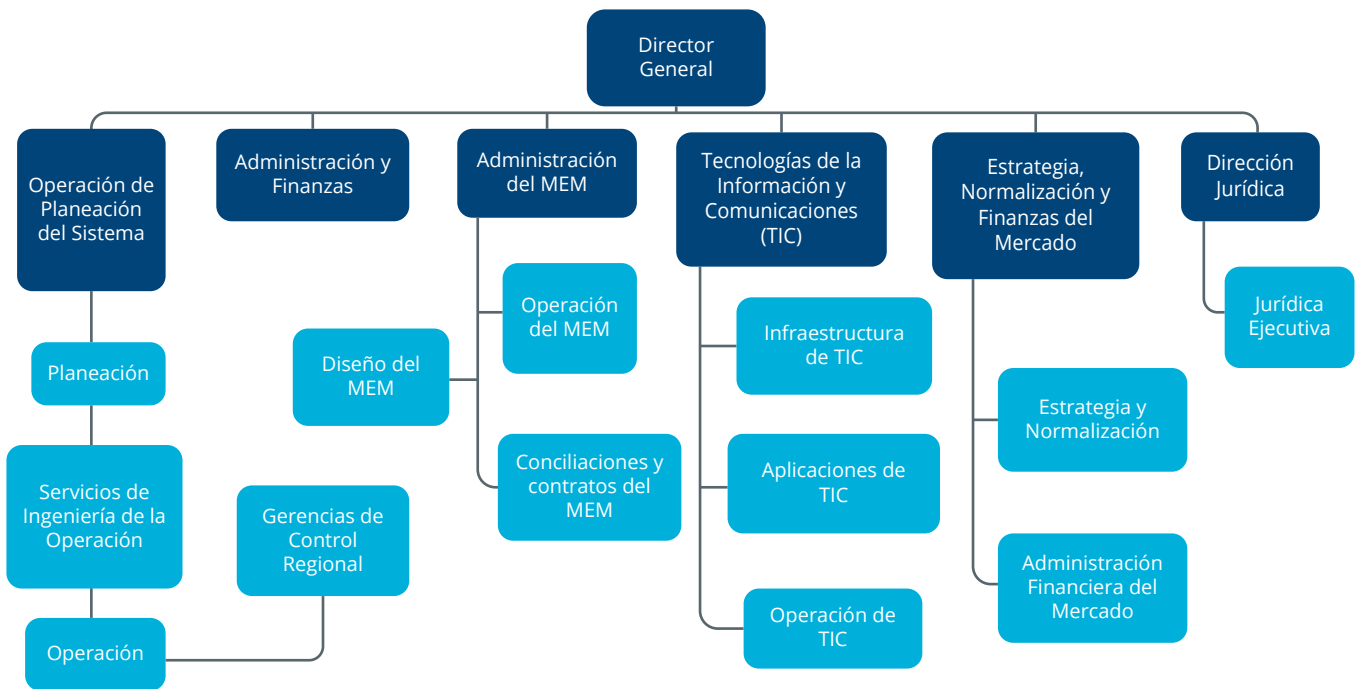 Director
General
Operación de
Planeación
del Sistema
Administración y
Finanzas
Administración
del MEM
Tecnologías de la
Información y
Comunicaciones
(TIC)
Estrategia,
Normalización y
Finanzas del
Mercado
Dirección
Jurídica
Planeación
Servicios de
Ingeniería de la
Operación
Operación
Gerencias de
Control
Regional
Diseño del
MEM
Operación
del MEM
Conciliaciones y
contratos del
MEM
Infraestructura
de TIC
Aplicaciones de
TIC
Operación de
TIC
Estrategia y
Normalización
Administración
Financiera del
Mercado
Jurídica
Ejecutiva